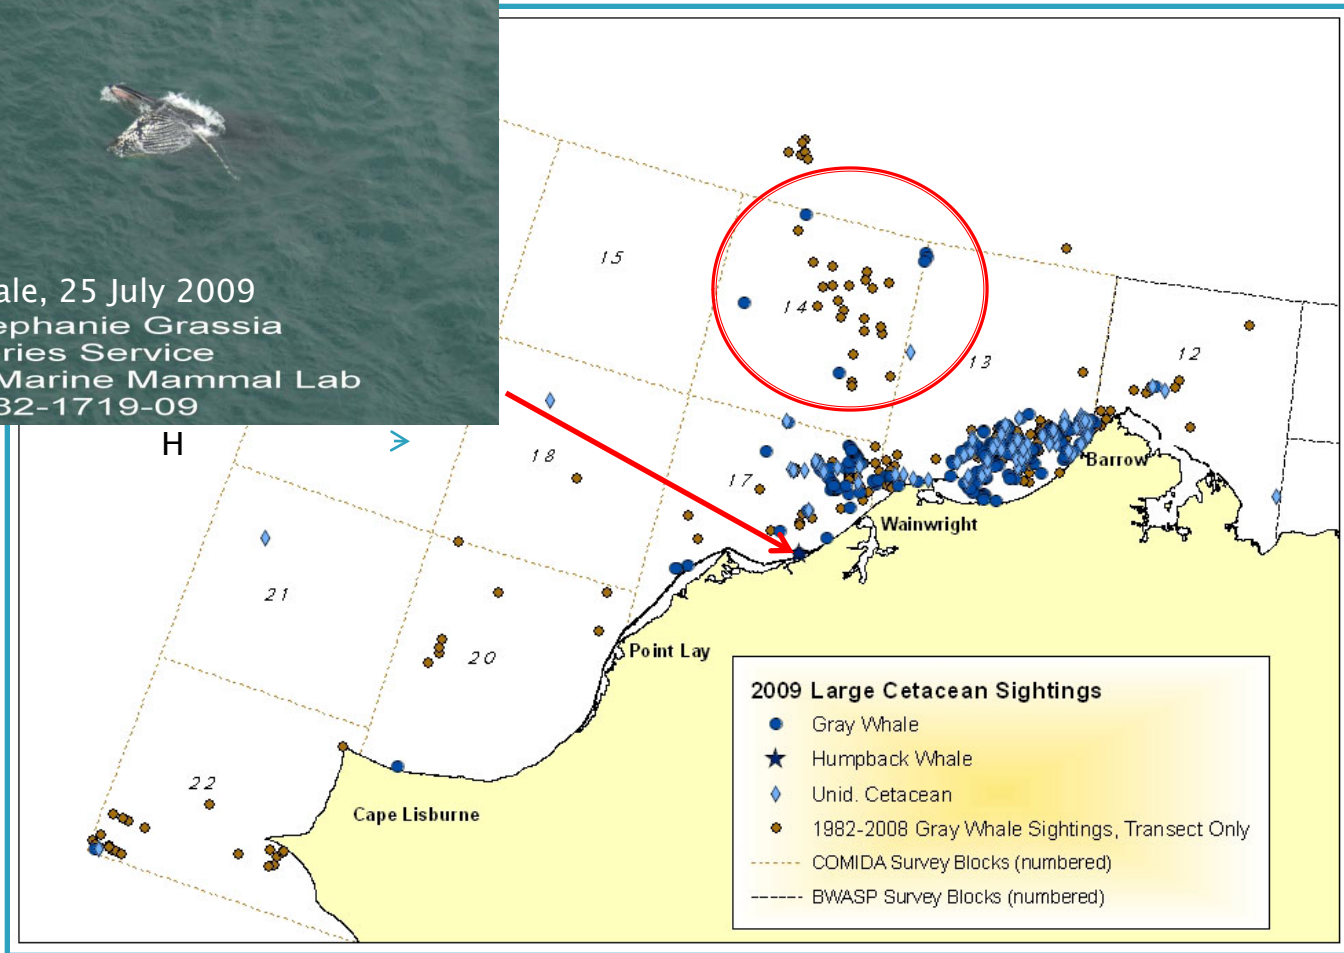 ale, 25 July 2009
ephanie Grassia
ries Service
Marine Mammal Lab
82-1719-09
H
15
14
13
12
18
17
Barrow
Wainwright
21
20
Point Lay
22
Cape Lisburne
2009 Large Cetacean Sightings
Gray Whale
Humpback Whale
Unid. Cetacean
1982-2008 Gray Whale Sightings, Transect Only
COMIDA Survey Blocks (numbered)
BWASP Survey Blocks (numbered)